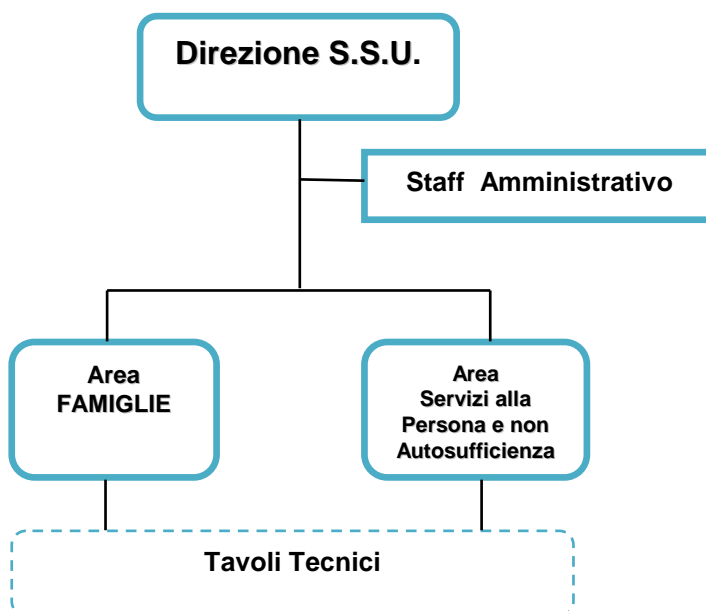 Direzione S.S.U.
Staff Amministrativo
Area
FAMIGLIE
Area
Servizi alla
Persona e non
Autosufficienza
Tavoli Tecnici